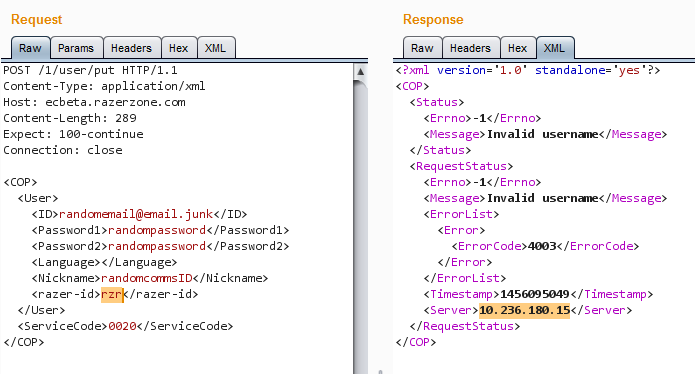 Request
Raw Params Headers Hex XML
POST /1/user/put HTTP/1.1
Content-Type: application/xml
Host: ecbeta.razerzone.com
Content-Length: 289
Expect: 100-continue
Connection: close
<COP>
<User>
<ID>randomemail@email.junk</ID>
<Password1>randompassword</Password1>
<Password2>randompassword</Password2>
<Language></Language>
<Nickname>randomcommsID</Nickname>
<razer-id>rzr</razer-id>
</User>
<ServiceCode>0020</ServiceCode>
</COP>
Response
Raw Headers Hex XML
<?xml version='1.0' standalone='yes'?>
<COP>
<Status>
<Errno>-1</Errno>
<Message>Invalid username</Message>
</Status>
<RequestStatus>
<Errno>-1</Errno>
<Message>Invalid username</Message>
<ErrorList>
<Error>
<ErrorCode>4003</ErrorCode>
</Error>
</ErrorList>
<Timestamp>1456095049</Timestamp>
<Server>10.236.180.15</Server>
</RequestStatus>
</COP>